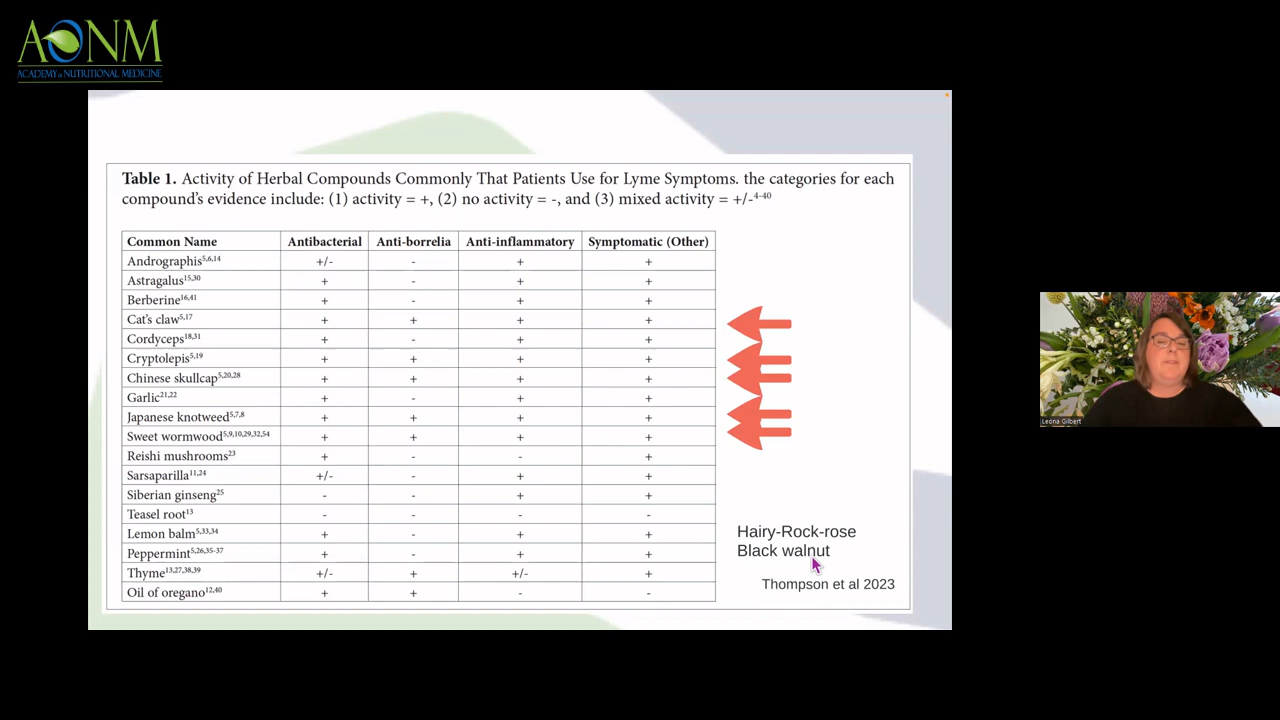 AONM
ACADEMY of NUTRITIONAL MEDICINE
Table 1. Activity of Herbal Compounds Commonly That Patients Use for Lyme Symptoms. the categories for each
compound's evidence include: (1) activity = +, (2) no activity = -, and (3) mixed activity = +/-4-40
Common Name Antibacterial Anti-borrelia Anti-inflammatory Symptomatic (Other)
Andrographis5,6,14 +/- - + +
Astragalus15,30 + - + +
Berberine16,41 + - + +
Cat's claw5,17 + + + +
Cordyceps18,31 + - + +
Cryptolepis5,19 + + + +
Chinese skullcap5,20,28 + + + +
Garlic21,22 + - + +
Japanese knotweed5,7,8 + + + +
Sweet wormwood5,9,10,29,32,54 + + + +
Reishi mushrooms23 + - - +
Sarsaparilla11,24 +/- - + +
Siberian ginseng25 - - + +
Teasel root13 - - - -
Lemon balm5,33,34 + - + +
Peppermint5,26,35-37 + - + +
Thyme13,27,38,39 +/- + +/- +
Oil of oregano12,40 + + - -
Hairy-Rock-rose
Black walnut
Thompson et al 2023
Leona Gilbert